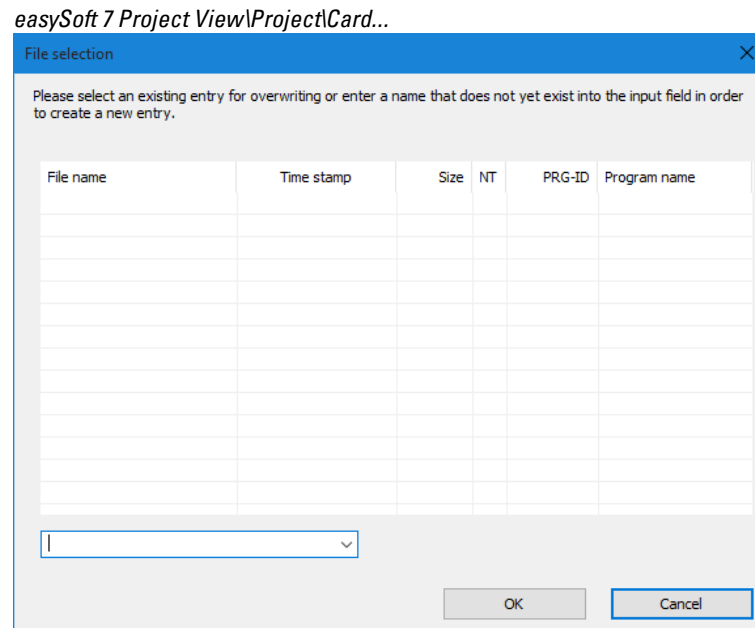 easySoft 7 Project View\Project\Card...
File selection
Please select an existing entry for overwriting or enter a name that does not yet exist into the input field in order
to create a new entry.
File name Time stamp Size NT PRG-ID Program name
OK Cancel